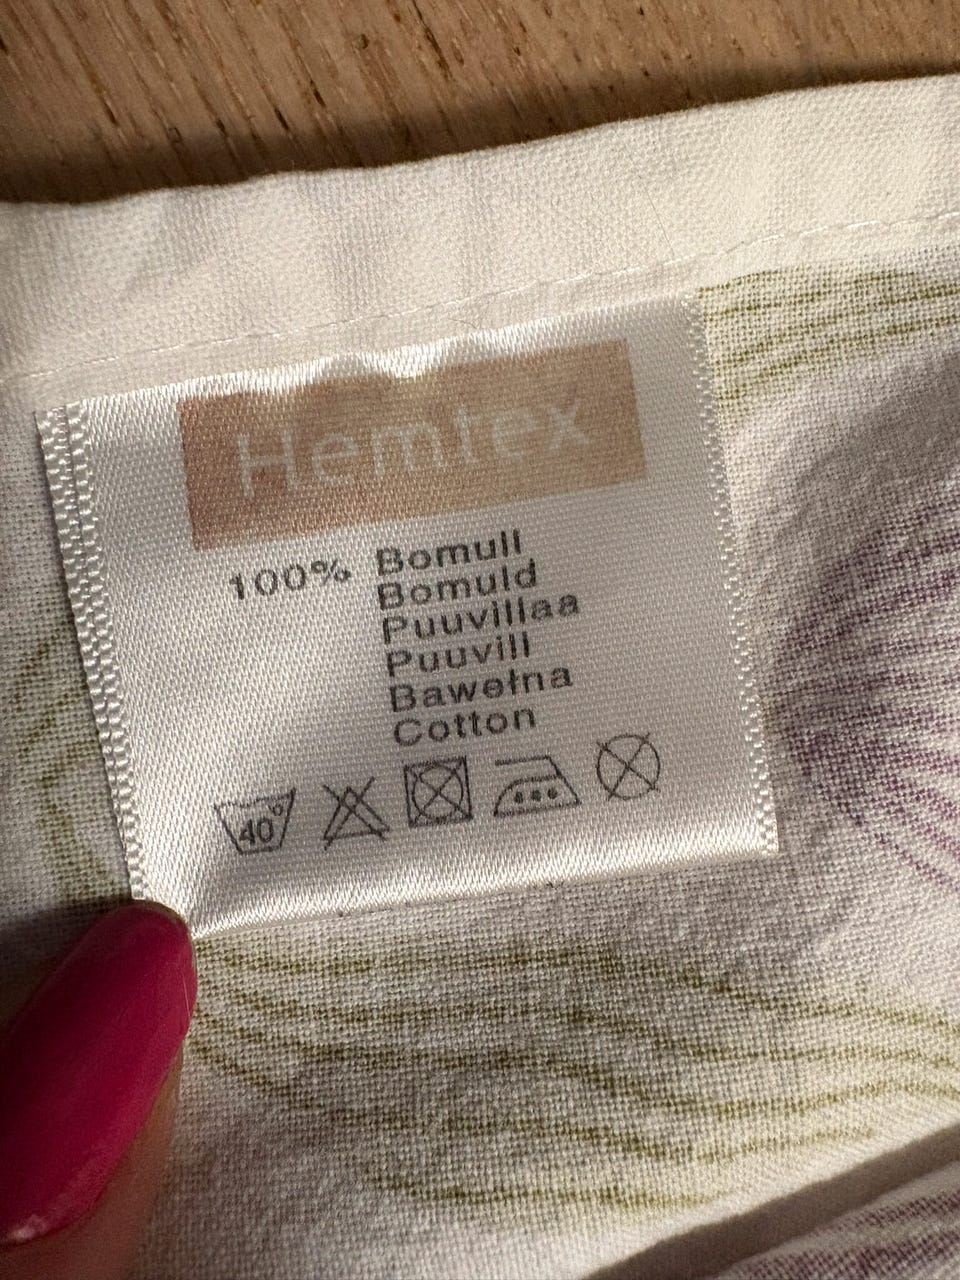 Hemtex
100% Bomull
Bomuld
Puuvillaa
Puuvill
Bawełna
Cotton
40°